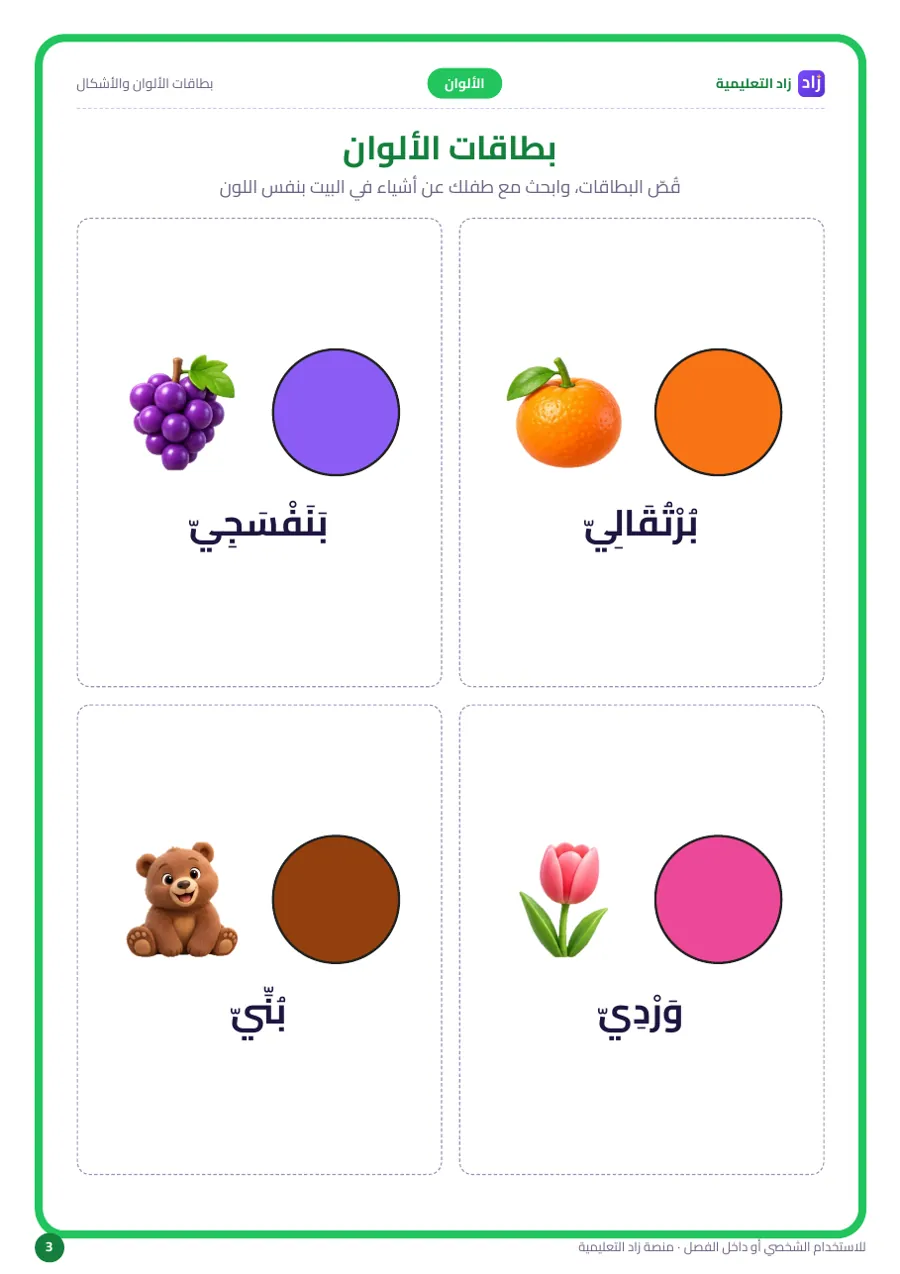 زاد زاد التعليمية
الألوان
بطاقات الألوان والأشكال
بطاقات الألوان
قُصّ البطاقات، وابحث مع طفلك عن أشياء في البيت بنفس اللون
بُرْتُقَالِيّ
بَنَفْسَجِيّ
وَرْدِيّ
بُنِّيّ
للاستخدام الشخصي أو داخل الفصل · منصة زاد التعليمية
3